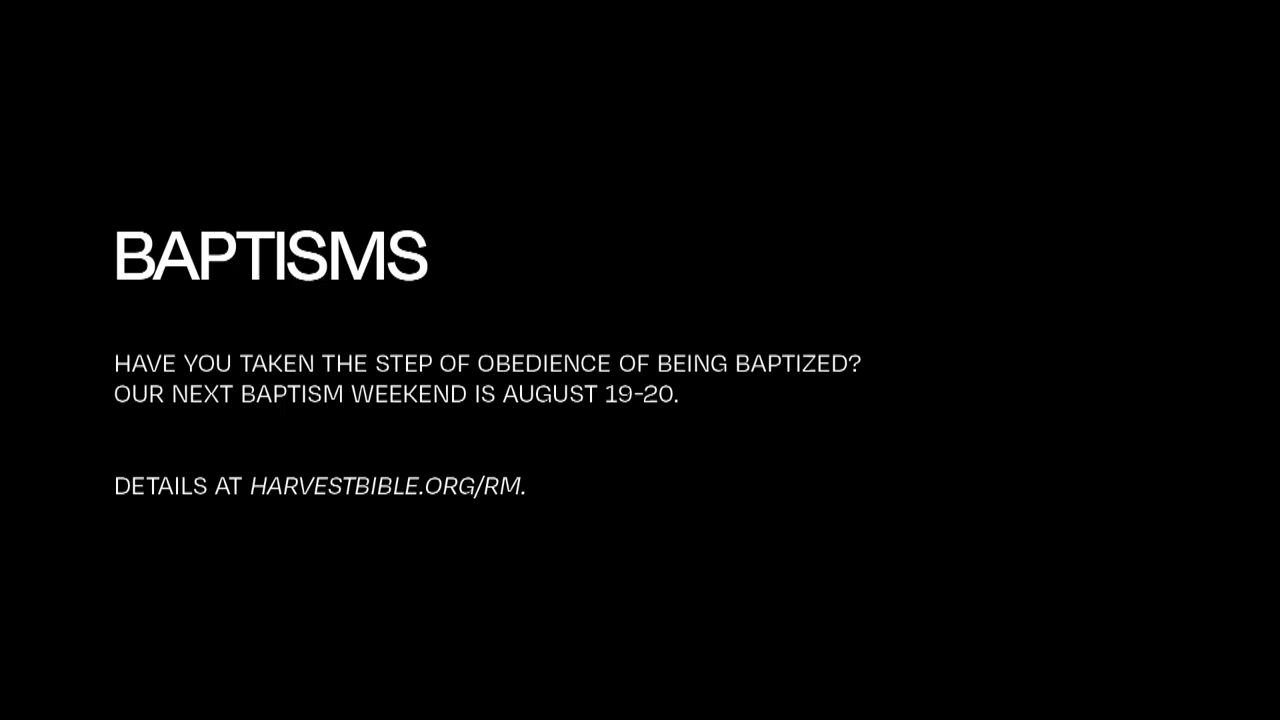 BAPTISMS
HAVE YOU TAKEN THE STEP OF OBEDIENCE OF BEING BAPTIZED?
OUR NEXT BAPTISM WEEKEND IS AUGUST 19-20.
DETAILS AT HARVESTBIBLE.ORG/RM.